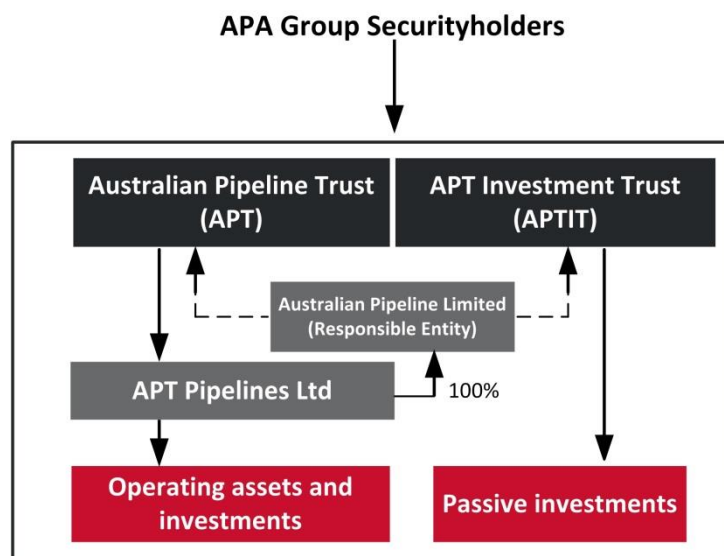 APA Group Securityholders
Australian Pipeline Trust
(APT)
APT Investment Trust
(APTIT)
Australian Pipeline Limited
(Responsible Entity)
APT Pipelines Ltd
100%
Operating assets and
investments
Passive investments